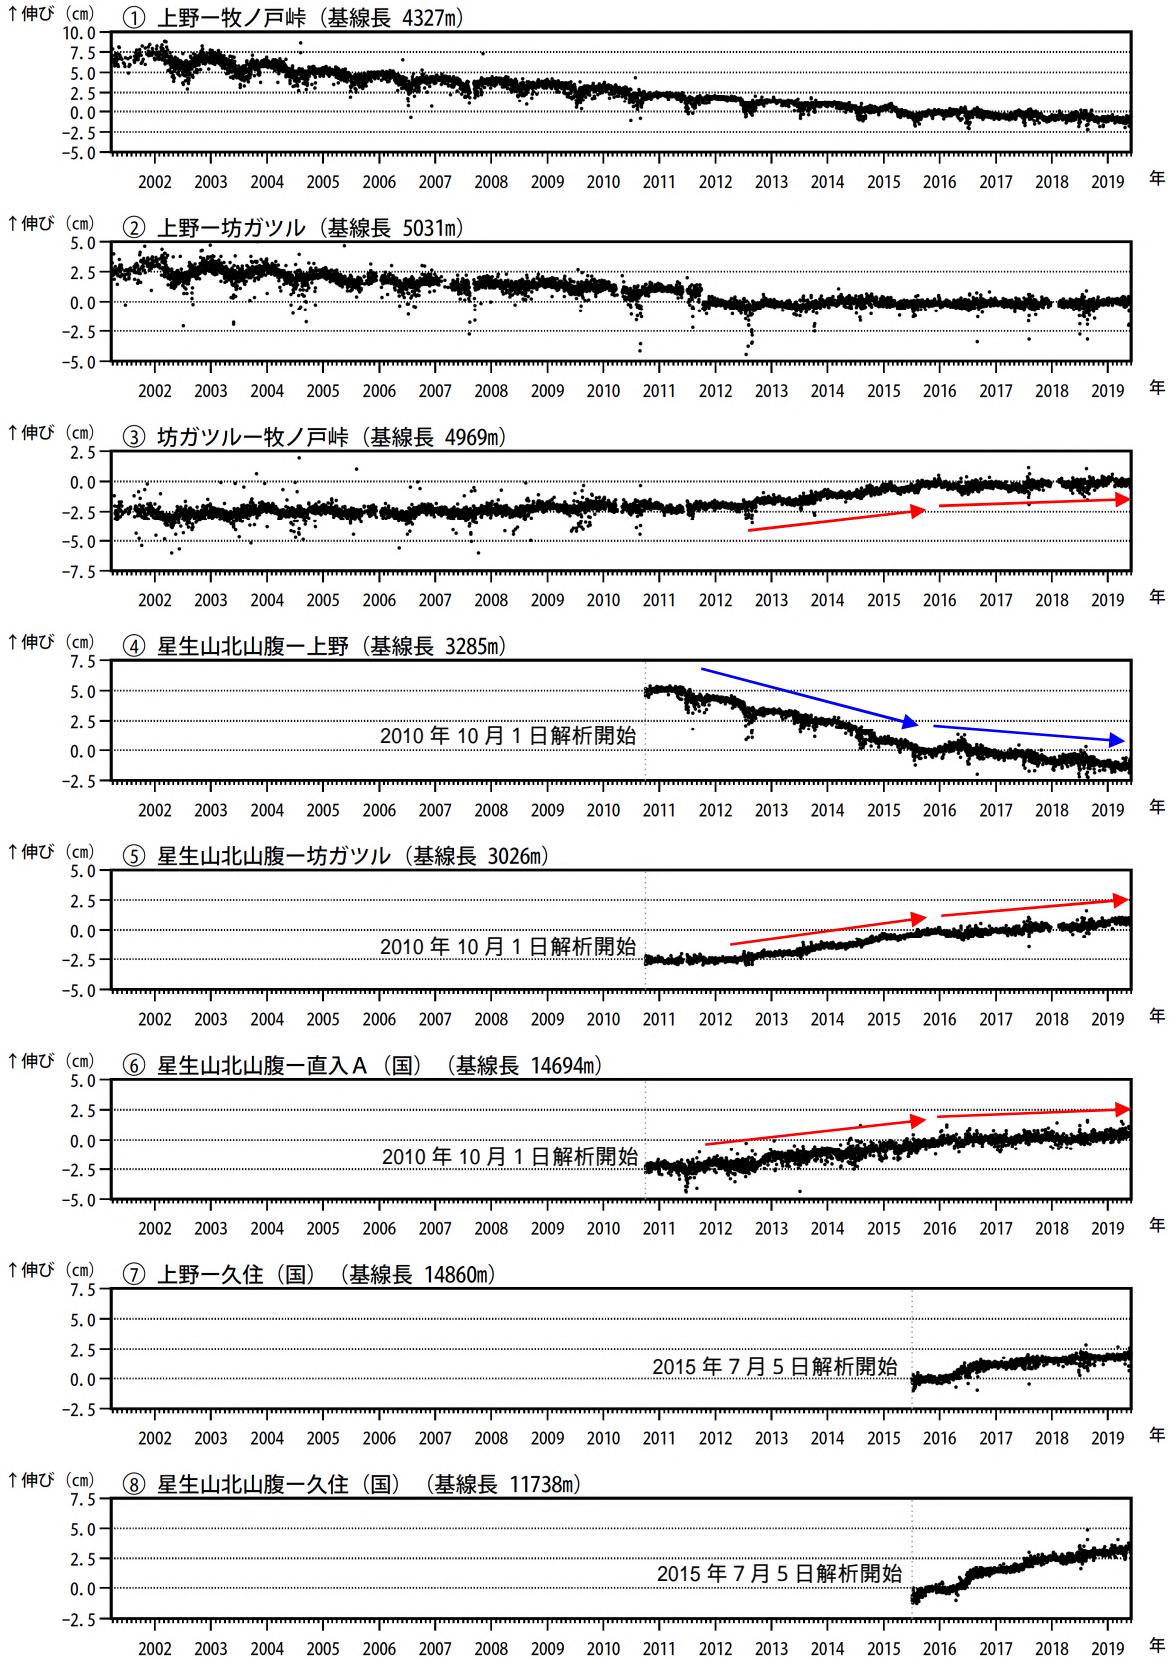 ↑伸び（㎝） ① 上野ー牧ノ戸峠（基線長 4327m）
10.0
7.5
5.0
2.5
0.0
−2.5
−5.0
2002 2003 2004 2005 2006 2007 2008 2009 2010 2011 2012 2013 2014 2015 2016 2017 2018 2019 年
↑伸び（㎝） ② 上野ー坊ガツル（基線長 5031m）
5.0
2.5
0.0
−2.5
−5.0
2002 2003 2004 2005 2006 2007 2008 2009 2010 2011 2012 2013 2014 2015 2016 2017 2018 2019 年
↑伸び（㎝） ③ 坊ガツルー牧ノ戸峠（基線長 4969m）
2.5
0.0
−2.5
−5.0
−7.5
2002 2003 2004 2005 2006 2007 2008 2009 2010 2011 2012 2013 2014 2015 2016 2017 2018 2019 年
↑伸び（㎝） ④ 星生山北山腹ー上野（基線長 3285m）
7.5
5.0
2.5
2010 年 10 月 1 日解析開始
0.0
−2.5
2002 2003 2004 2005 2006 2007 2008 2009 2010 2011 2012 2013 2014 2015 2016 2017 2018 2019 年
↑伸び（㎝） ⑤ 星生山北山腹ー坊ガツル（基線長 3026m）
5.0
2.5
0.0
2010 年 10 月 1 日解析開始
−2.5
−5.0
2002 2003 2004 2005 2006 2007 2008 2009 2010 2011 2012 2013 2014 2015 2016 2017 2018 2019 年
↑伸び（㎝） ⑥ 星生山北山腹ー直入Ａ（国）（基線長 14694m）
5.0
2.5
0.0
2010 年 10 月 1 日解析開始
−2.5
−5.0
2002 2003 2004 2005 2006 2007 2008 2009 2010 2011 2012 2013 2014 2015 2016 2017 2018 2019 年
↑伸び（㎝） ⑦ 上野ー久住（国）（基線長 14860m）
7.5
5.0
2.5
2015 年 7 月 5 日解析開始
0.0
−2.5
2002 2003 2004 2005 2006 2007 2008 2009 2010 2011 2012 2013 2014 2015 2016 2017 2018 2019 年
↑伸び（㎝） ⑧ 星生山北山腹ー久住（国）（基線長 11738m）
7.5
5.0
2.5
2015 年 7 月 5 日解析開始
0.0
−2.5
2002 2003 2004 2005 2006 2007 2008 2009 2010 2011 2012 2013 2014 2015 2016 2017 2018 2019 年